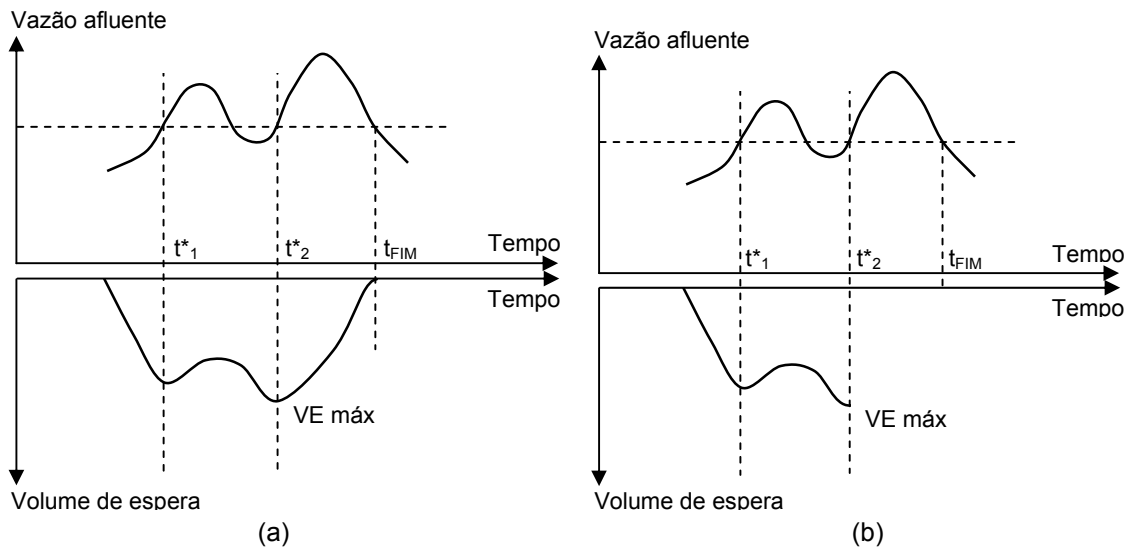 Vazão afluente
t*1
t*2
tFIM
Tempo
Tempo
VE máx
Volume de espera
(a)
Vazão afluente
t*1
t*2
tFIM
Tempo
Tempo
VE máx
Volume de espera
(b)